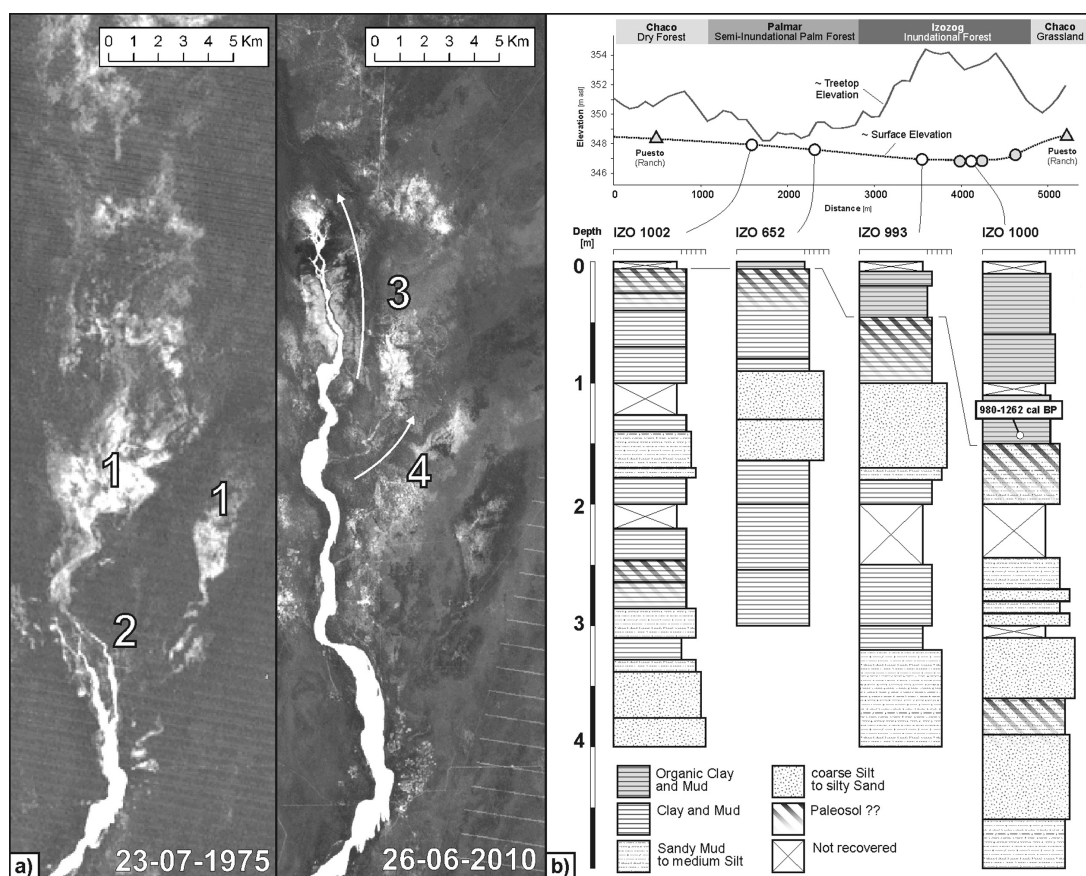 0 1 2 3 4 5 Km
1
1
2
a)
23-07-1975
0 1 2 3 4 5 Km
3
4
26-06-2010
Chaco
Dry Forest
Palmar
Semi-Inundational Palm Forest
Izozog
Inundational Forest
Chaco
Grassland
Elevation [m asl]
354
352
350
348
346
~ Treetop
Elevation
~ Surface Elevation
Puesto
(Ranch)
Puesto
(Ranch)
0 1000 2000 3000 4000 5000
Distance [m]
Depth
[m]
IZO 1002
IZO 652
IZO 993
IZO 1000
0
1
2
3
4
980-1262 cal BP
Organic Clay
and Mud
Clay and Mud
Sandy Mud
to medium Silt
coarse Silt
to silty Sand
Paleosol ??
Not recovered
b)